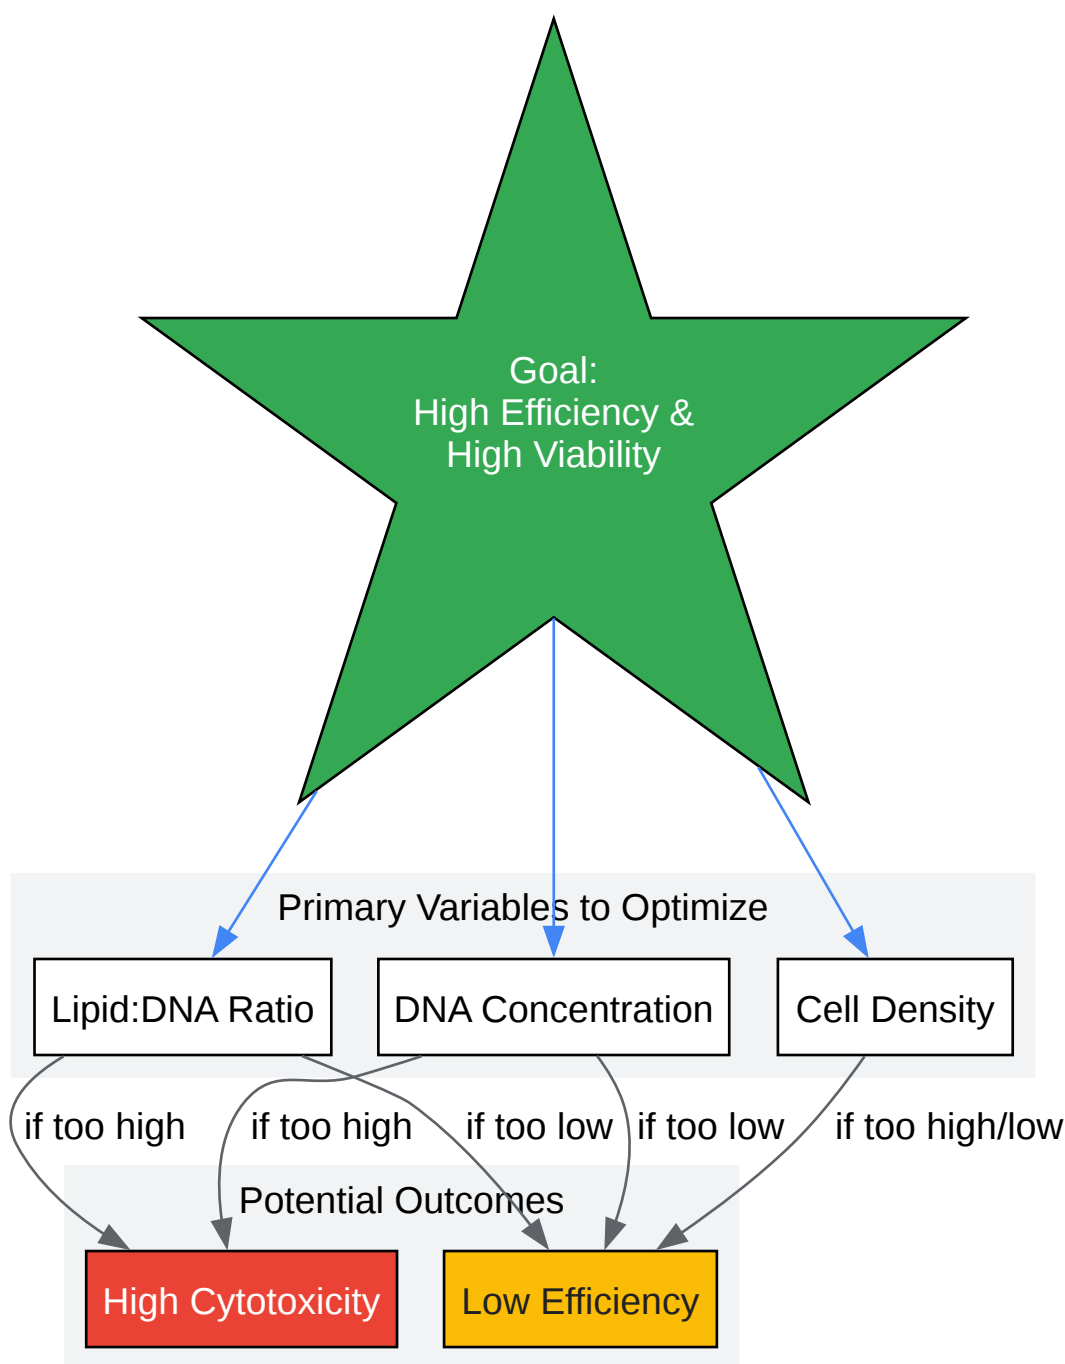 Goal:
High Efficiency &
High Viability
Primary Variables to Optimize
Lipid:DNA Ratio
DNA Concentration
Cell Density
if too high
if too high
if too low
if too low
if too high/low
Potential Outcomes
High Cytotoxicity
Low Efficiency